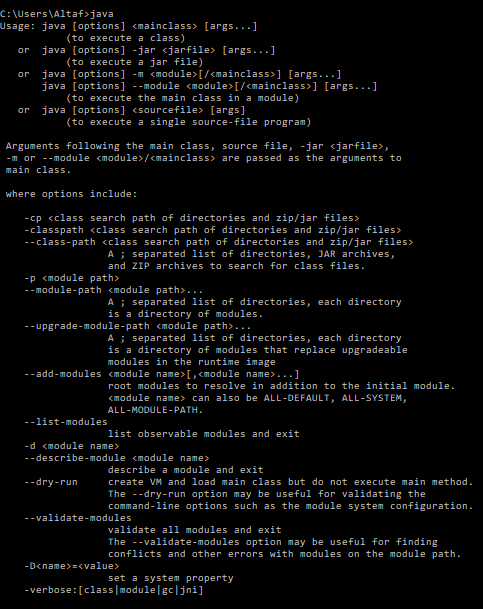 C:\Users\Altaf>java
Usage: java [options] <mainclass> [args...]
(to execute a class)
or java [options] -jar <jarfile> [args...]
(to execute a jar file)
or java [options] -m <module>[/<mainclass>] [args...]
java [options] --module <module>[/<mainclass>] [args...]
(to execute the main class in a module)
or java [options] <sourcefile> [args]
(to execute a single source-file program)
Arguments following the main class, source file, -jar <jarfile>,
-m or --module <module>/<mainclass> are passed as the arguments to
main class.
where options include:
-cp <class search path of directories and zip/jar files>
-classpath <class search path of directories and zip/jar files>
--class-path <class search path of directories and zip/jar files>
A ; separated list of directories, JAR archives,
and ZIP archives to search for class files.
-p <module path>
--module-path <module path>...
A ; separated list of directories, each directory
is a directory of modules.
--upgrade-module-path <module path>...
A ; separated list of directories, each directory
is a directory of modules that replace upgradeable
modules in the runtime image
--add-modules <module name>[,<module name>...]
root modules to resolve in addition to the initial module.
<module name> can also be ALL-DEFAULT, ALL-SYSTEM,
ALL-MODULE-PATH.
--list-modules
list observable modules and exit
-d <module name>
--describe-module <module name>
describe a module and exit
--dry-run create VM and load main class but do not execute main method.
The --dry-run option may be useful for validating the
command-line options such as the module system configuration.
--validate-modules
validate all modules and exit
The --validate-modules option may be useful for finding
conflicts and other errors with modules on the module path.
-D<name>=<value>
set a system property
-verbose:[class|module|gc|jni]